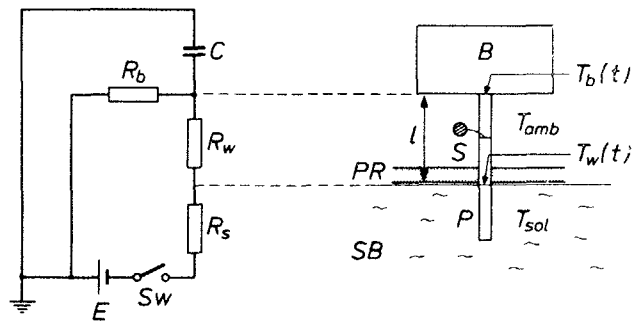 C
R_b
R_w
R_s
E
Sw
B
T_b(t)
l
T_amb
S
T_w(t)
PR
P
T_sol
SB